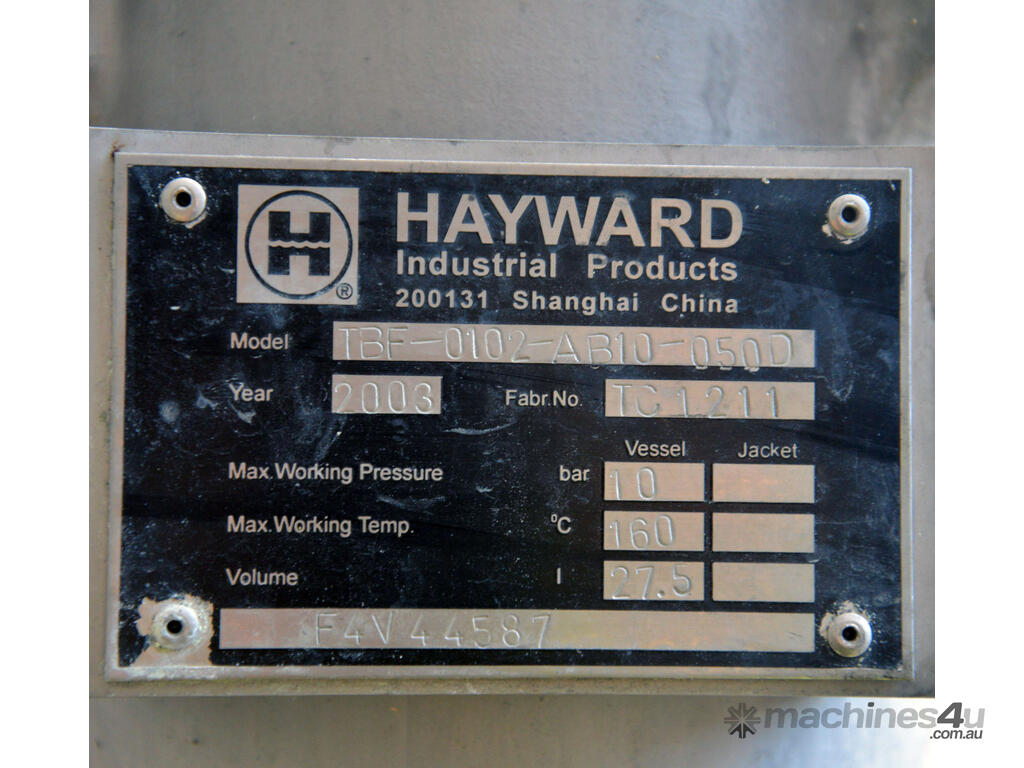 H
®
HAYWARD
Industrial Products
200131 Shanghai China
Model TBF-0102-AB10-050D
Year 2003 Fabr.No. TC1211
Vessel Jacket
Max.Working Pressure bar 10
Max.Working Temp. °C 160
Volume l 27.5
F4V44587
machines4u
.com.au